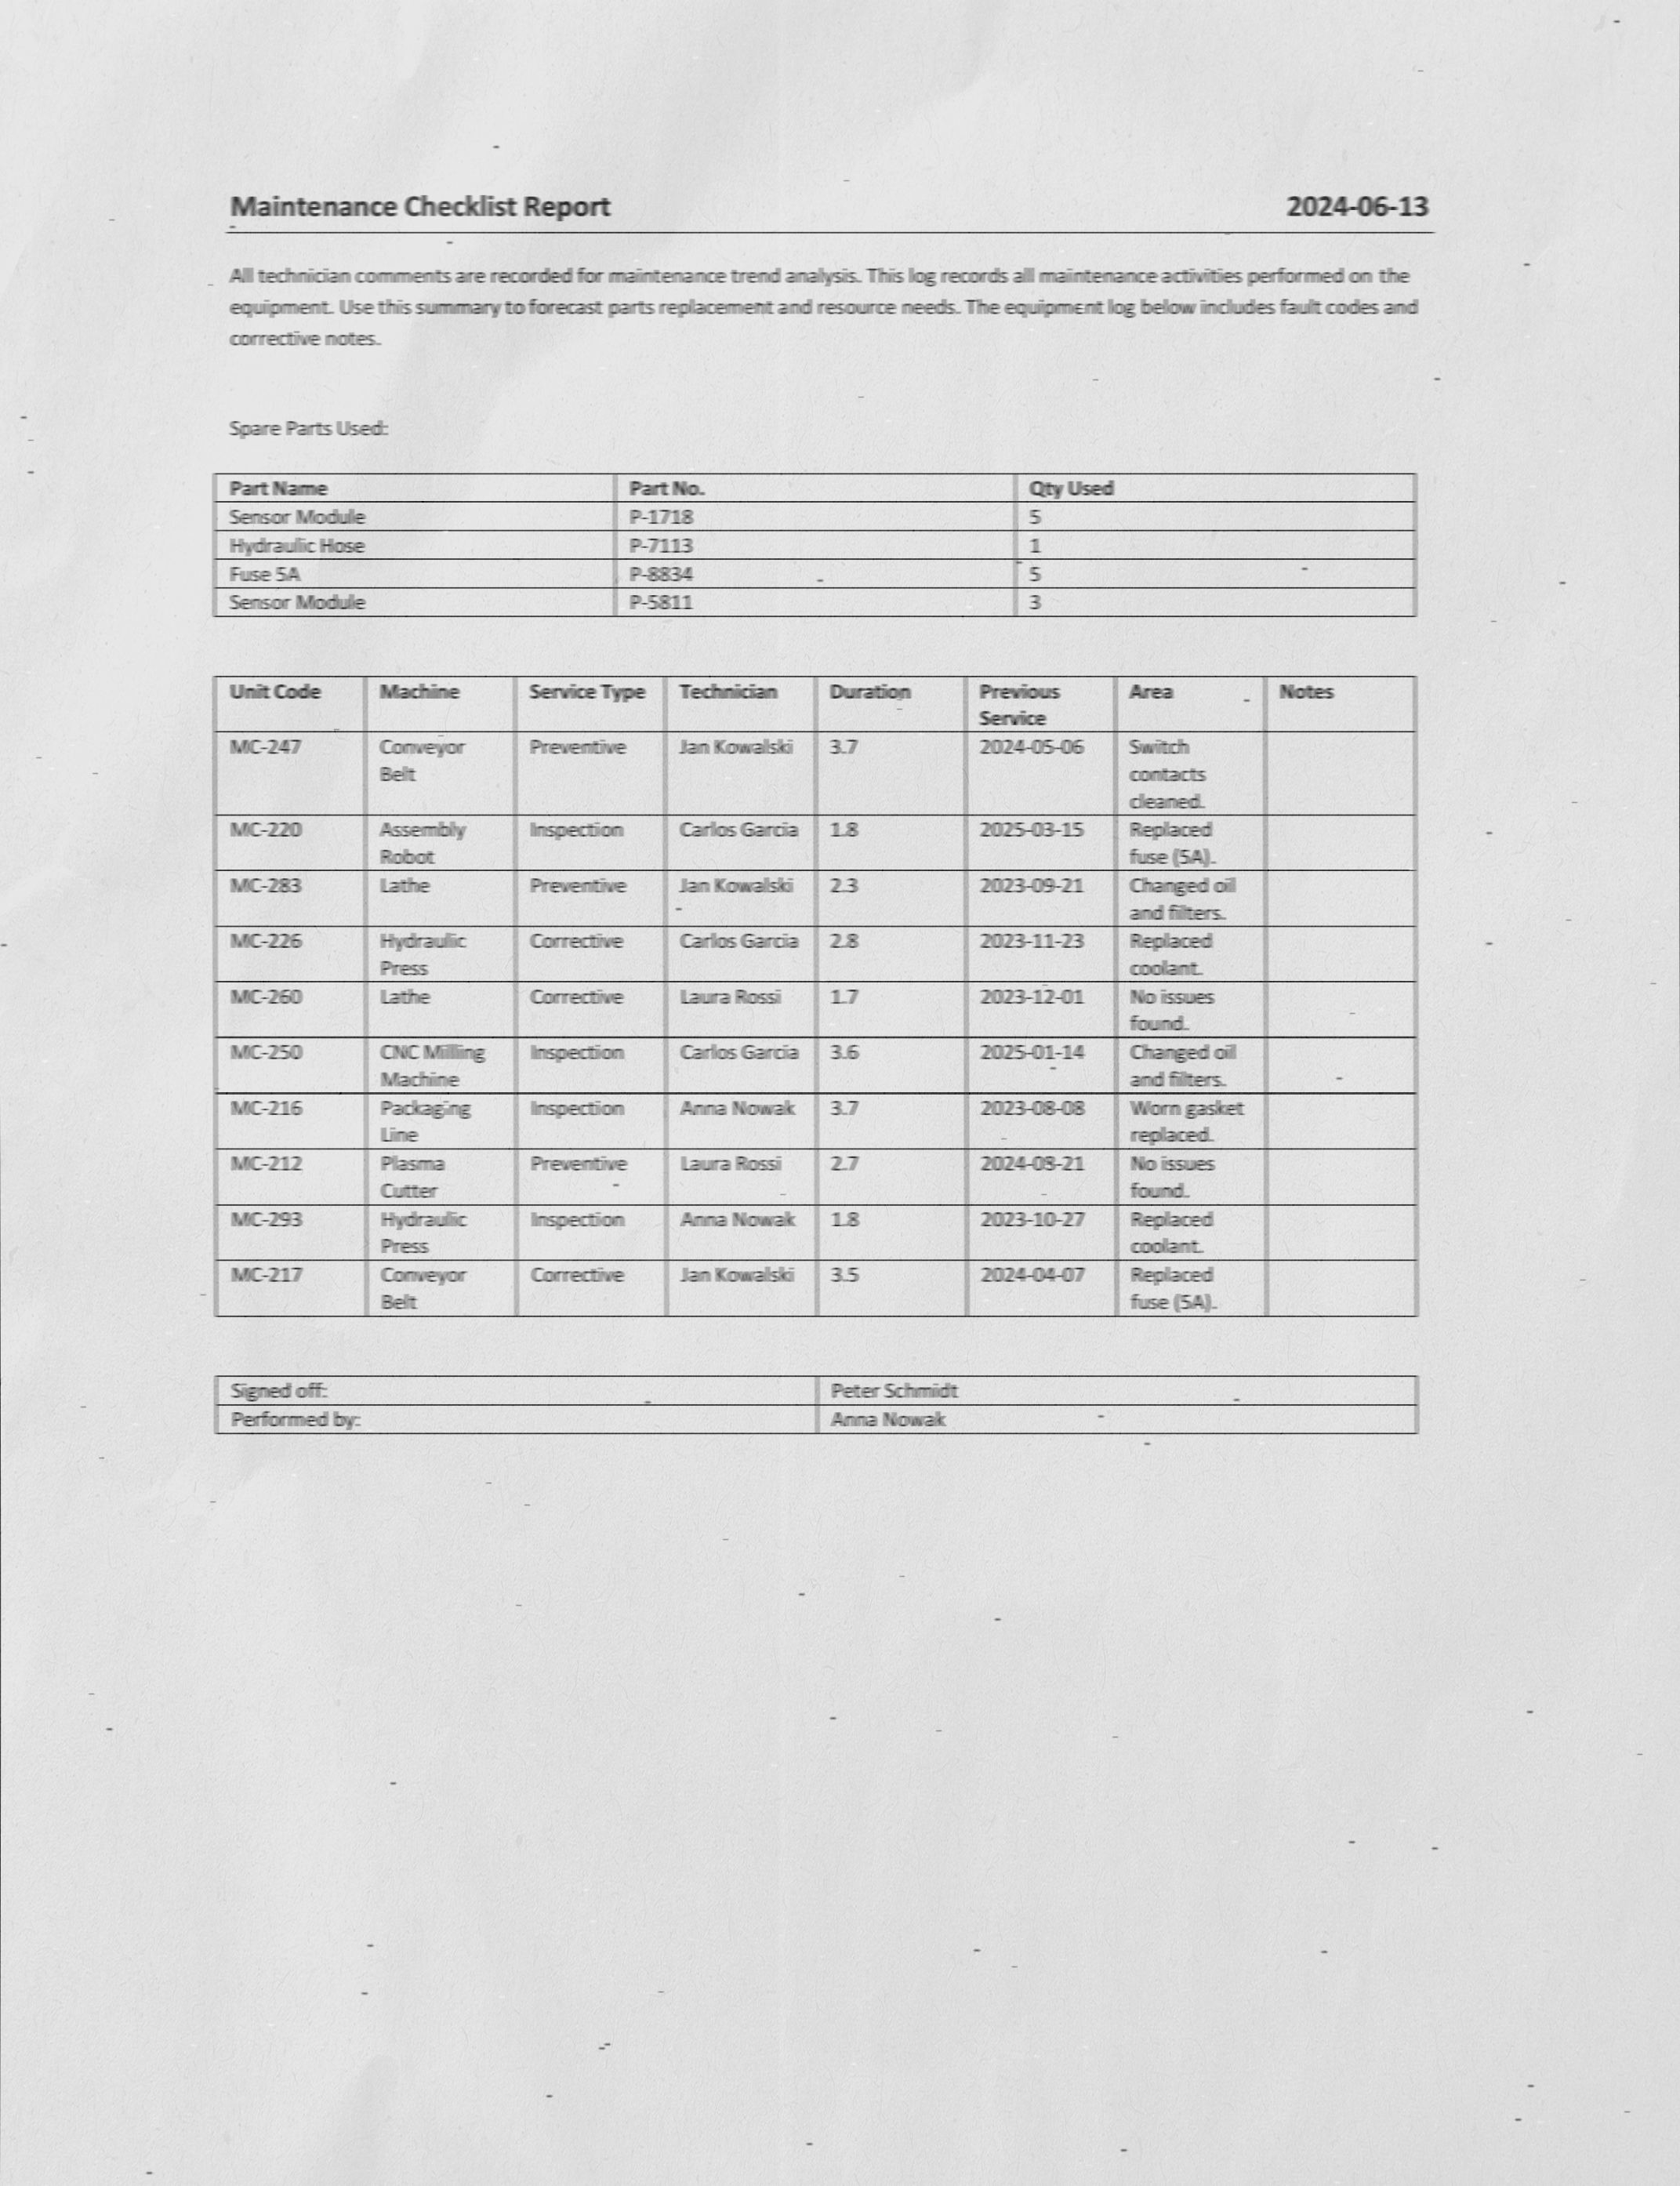 Maintenance Checklist Report 2024-06-13
All technician comments are recorded for maintenance trend analysis. This log records all maintenance activities performed on the
equipment. Use this summary to forecast parts replacement and resource needs. The equipment log below includes fault codes and
corrective notes.
Spare Parts Used:
Part Name Part No. Qty Used
Sensor Module P-1718 5
Hydraulic Hose P-7113 1
Fuse 5A P-8834 5
Sensor Module P-5811 3
Unit Code Machine Service Type Technician Duration Previous Area Notes
Service
MC-247 Conveyor Preventive Jan Kowalski 3.7 2024-05-06 Switch
Belt contacts
cleaned.
MC-220 Assembly Inspection Carlos Garcia 1.8 2025-03-15 Replaced
Robot fuse (5A).
MC-283 Lathe Preventive Jan Kowalski 2.3 2023-09-21 Changed oil
and filters.
MC-226 Hydraulic Corrective Carlos Garcia 2.8 2023-11-23 Replaced
Press coolant.
MC-260 Lathe Corrective Laura Rossi 1.7 2023-12-01 No issues
found.
MC-250 CNC Milling Inspection Carlos Garcia 3.6 2025-01-14 Changed oil
Machine and filters.
MC-216 Packaging Inspection Anna Nowak 3.7 2023-08-08 Worn gasket
Line replaced.
MC-212 Plasma Preventive Laura Rossi 2.7 No issues
Cutter found.
MC-293 Hydraulic Inspection Anna Nowak 1.8 2023-10-27 Replaced
Press coolant.
MC-217 Conveyor Corrective Jan Kowalski 3.5 2024-04-07 Replaced
Belt fuse (5A).
Signed off: Peter Schmidt
Performed by: Anna Nowak